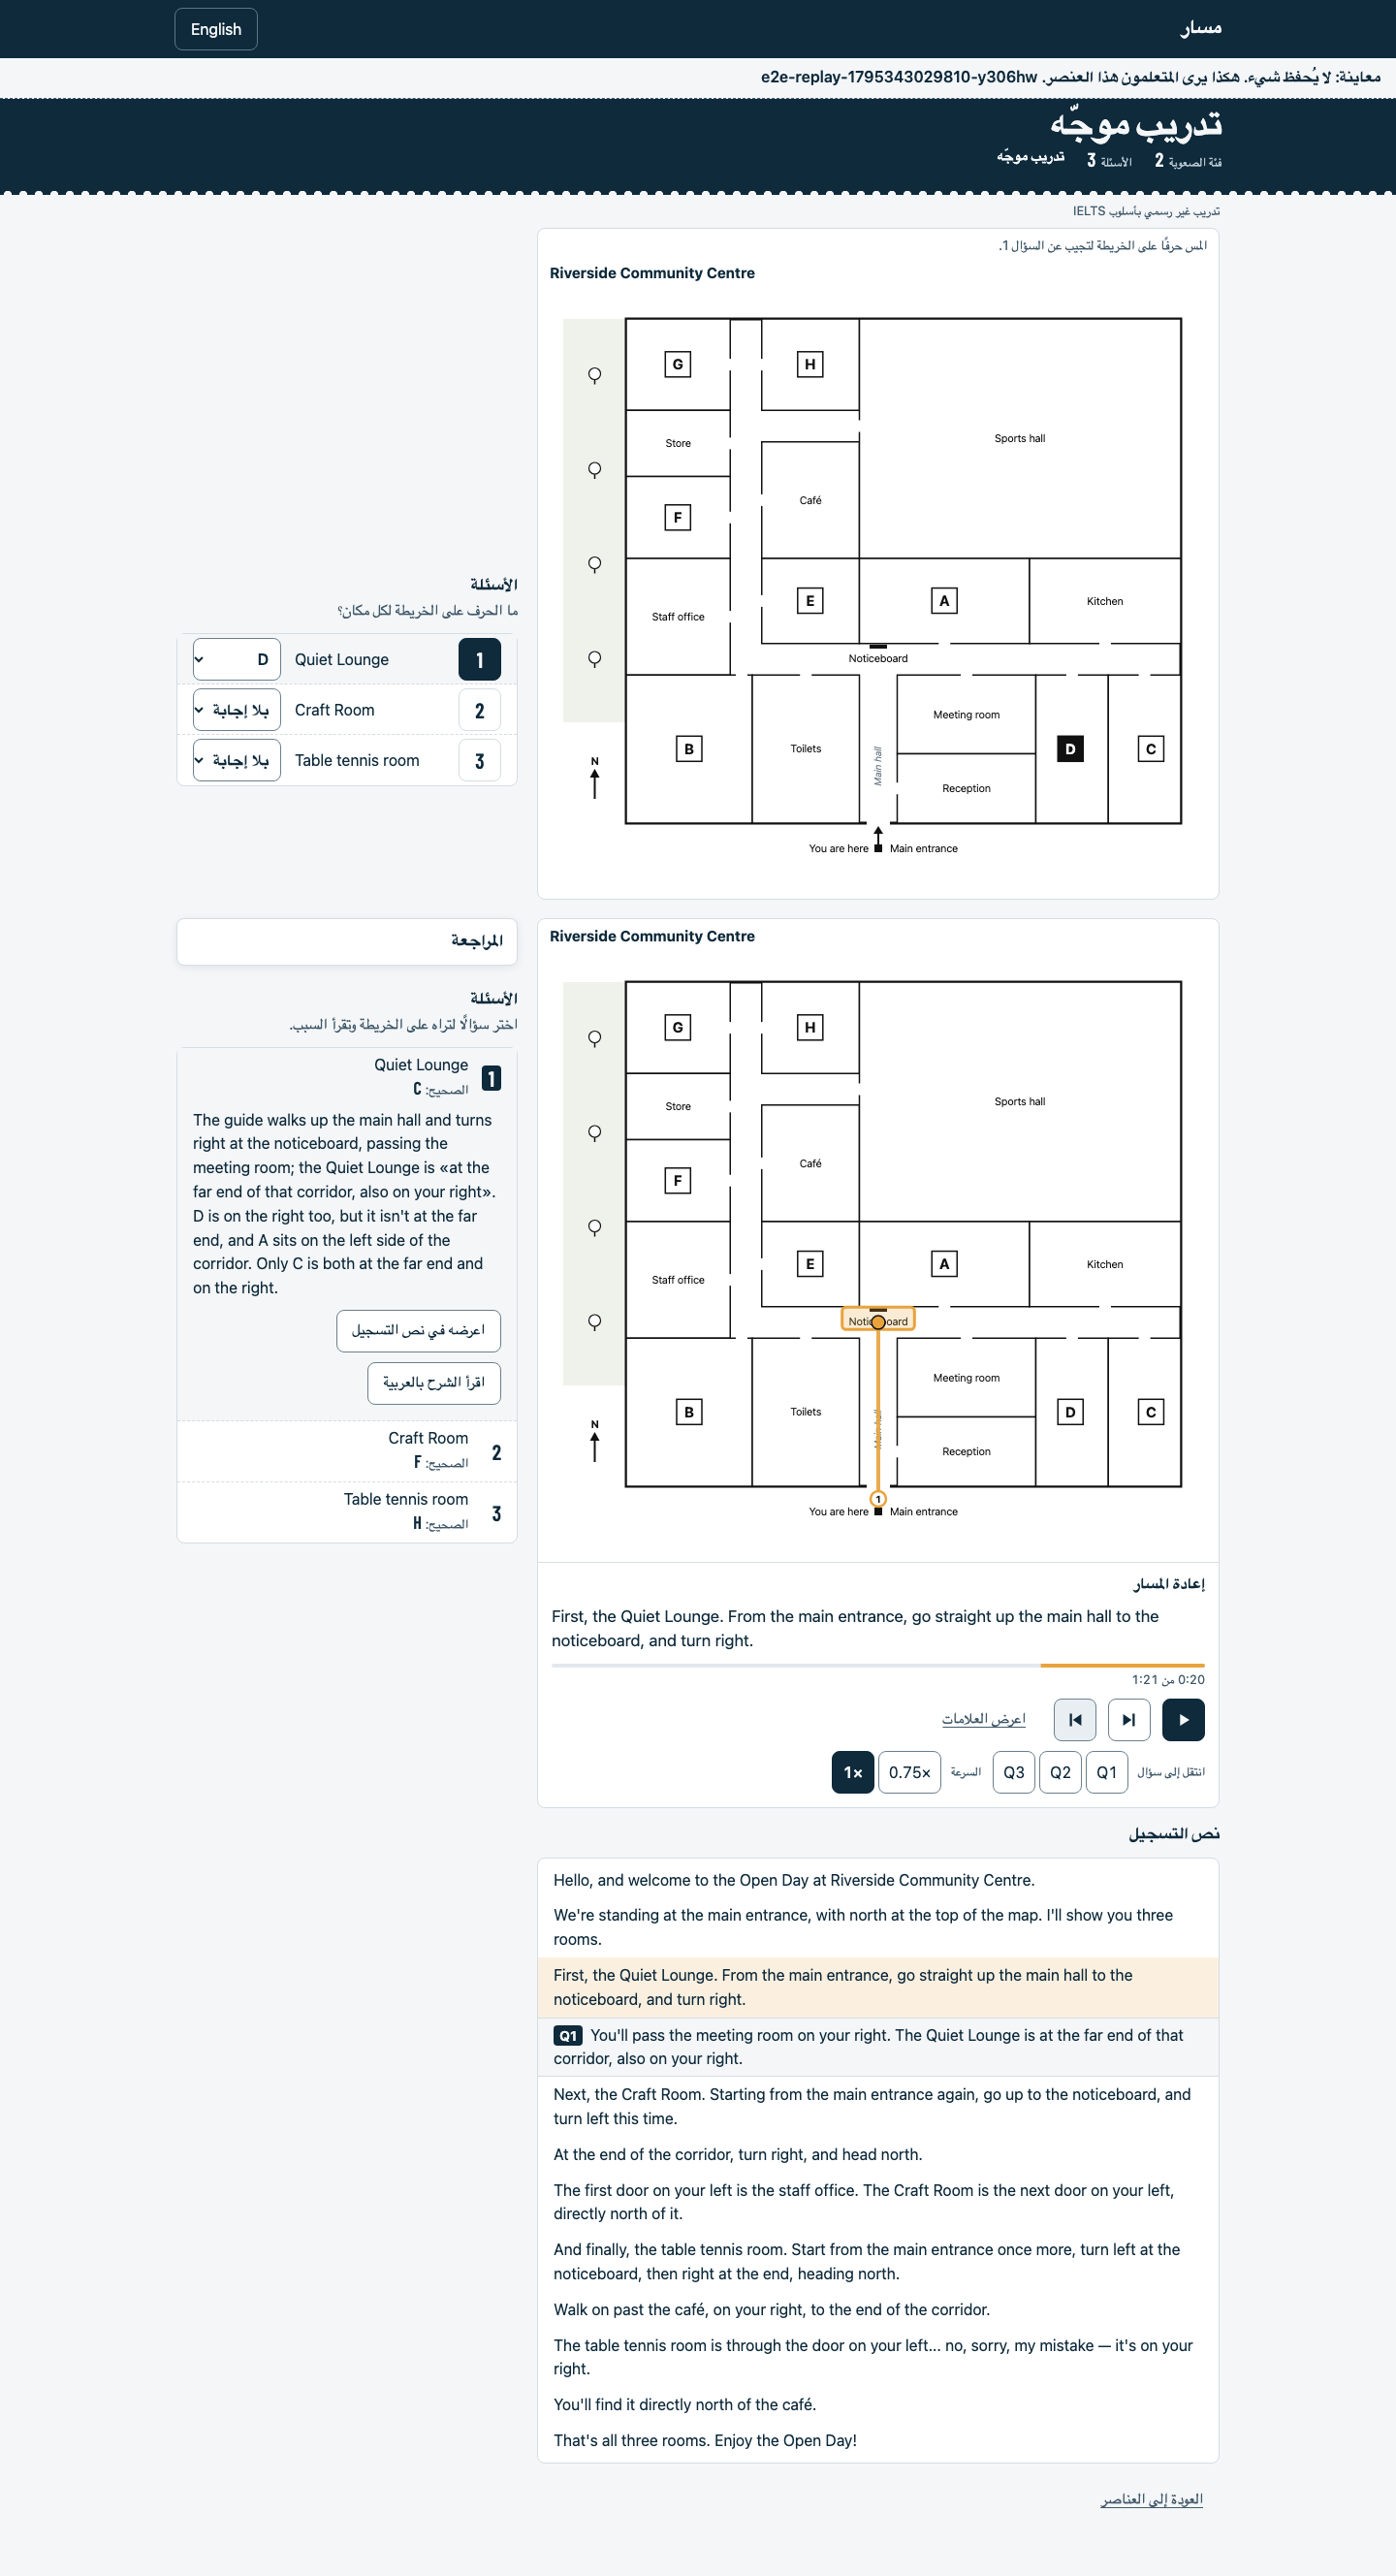 مسار
English
معاينة: لا يُحفظ شيء. هكذا يرى المتعلمون هذا العنصر. e2e-replay-1795343029810-y306hw
تدريب موجّه
فئة الصعوبة 2 الأسئلة 3 تدريب موجّه
تدريب غير رسمي بأسلوب IELTS
المس حرفًا على الخريطة لتجيب عن السؤال 1.
Riverside Community Centre
G
H
Sports hall
Store
Café
F
Staff office
E
A
Kitchen
Noticeboard
Meeting room
B
Toilets
Main hall
D
C
Reception
N
You are here
Main entrance
الأسئلة
ما الحرف على الخريطة لكل مكان؟
1 Quiet Lounge D
2 Craft Room بلا إجابة
3 Table tennis room بلا إجابة
Riverside Community Centre
G
H
Sports hall
Store
Café
F
Staff office
E
A
Kitchen
Noticeboard
Meeting room
B
Toilets
Main hall
D
C
Reception
N
1
You are here
Main entrance
إعادة المسار
First, the Quiet Lounge. From the main entrance, go straight up the main hall to the
noticeboard, and turn right.
0:20 من 1:21
اعرض العلامات
انتقل إلى سؤال Q1 Q2 Q3 السرعة 0.75× 1×
المراجعة
الأسئلة
اختر سؤالًا لتراه على الخريطة وتقرأ السبب.
1 Quiet Lounge
الصحيح: C
The guide walks up the main hall and turns
right at the noticeboard, passing the
meeting room; the Quiet Lounge is «at the
far end of that corridor, also on your right».
D is on the right too, but it isn't at the far
end, and A sits on the left side of the
corridor. Only C is both at the far end and
on the right.
اعرضه في نص التسجيل
اقرأ الشرح بالعربية
2 Craft Room
الصحيح: F
3 Table tennis room
الصحيح: H
نص التسجيل
Hello, and welcome to the Open Day at Riverside Community Centre.
We're standing at the main entrance, with north at the top of the map. I'll show you three
rooms.
First, the Quiet Lounge. From the main entrance, go straight up the main hall to the
noticeboard, and turn right.
Q1 You'll pass the meeting room on your right. The Quiet Lounge is at the far end of that
corridor, also on your right.
Next, the Craft Room. Starting from the main entrance again, go up to the noticeboard, and
turn left this time.
At the end of the corridor, turn right, and head north.
The first door on your left is the staff office. The Craft Room is the next door on your left,
directly north of it.
And finally, the table tennis room. Start from the main entrance once more, turn left at the
noticeboard, then right at the end, heading north.
Walk on past the café, on your right, to the end of the corridor.
The table tennis room is through the door on your left... no, sorry, my mistake — it's on your
right.
You'll find it directly north of the café.
That's all three rooms. Enjoy the Open Day!
العودة إلى العناصر